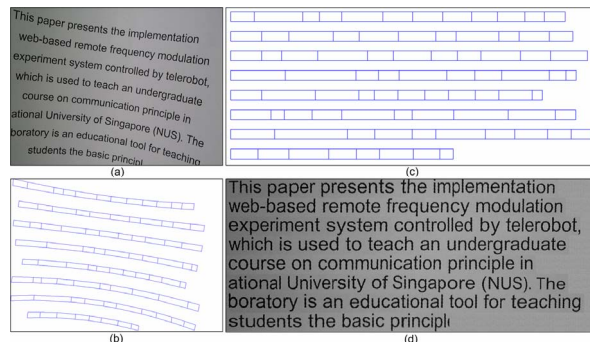 This paper presents the implementation
web-based remote frequency modulation
experiment system controlled by telerobot,
which is used to teach an undergraduate
course on communication principle in
ational University of Singapore (NUS). The
boratory is an educational tool for teaching
students the basic princip
(a)
(c)
(b)
This paper presents the implementation
web-based remote frequency modulation
experiment system controlled by telerobot,
which is used to teach an undergraduate
course on communication principle in
ational University of Singapore (NUS). The
boratory is an educational tool for teaching
students the basic principl
(d)